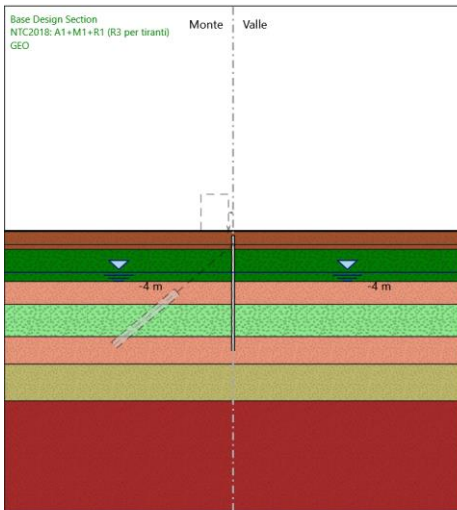 Base Design Section
NTC2018: A1+M1+R1 (R3 per tiranti)
GEO
Monte Valle
-4 m -4 m